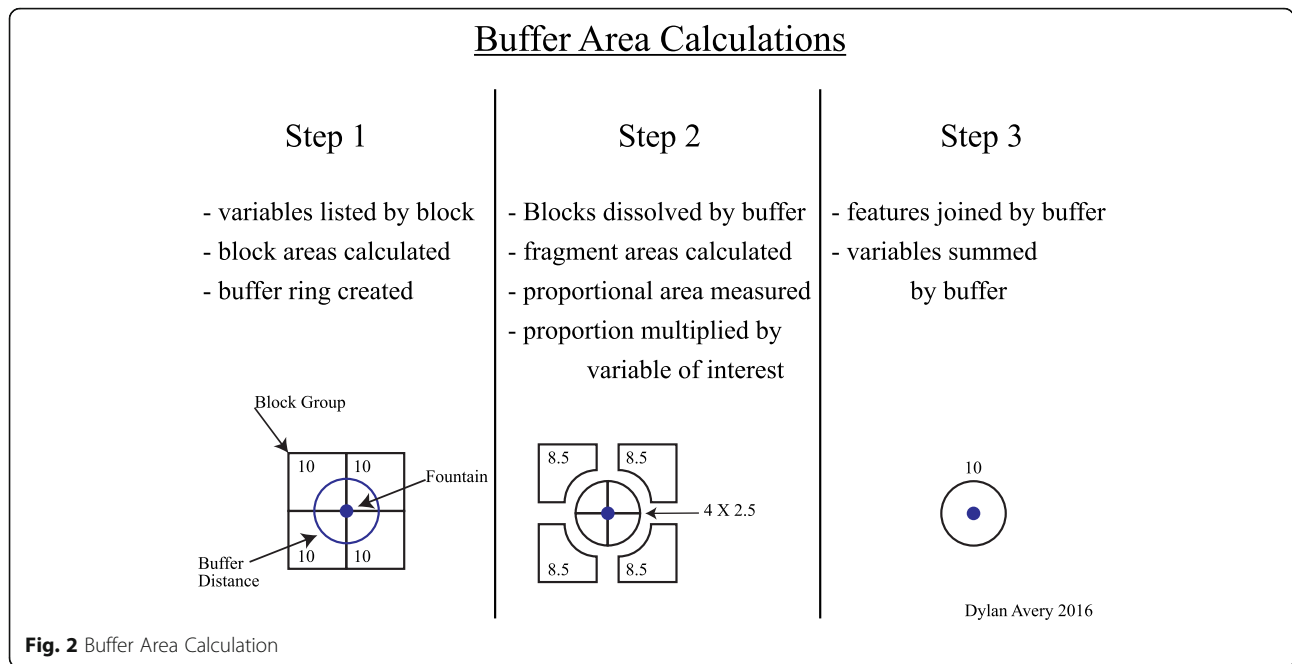 Buffer Area Calculations
Step 1
- variables listed by block
- block areas calculated
- buffer ring created
Block Group
10 10
Fountain
10 10
Buffer
Distance
Step 2
- Blocks dissolved by buffer
- fragment areas calculated
- proportional area measured
- proportion multiplied by
variable of interest
8.5 8.5
4 X 2.5
8.5 8.5
Step 3
- features joined by buffer
- variables summed
by buffer
10
Dylan Avery 2016
Fig. 2 Buffer Area Calculation